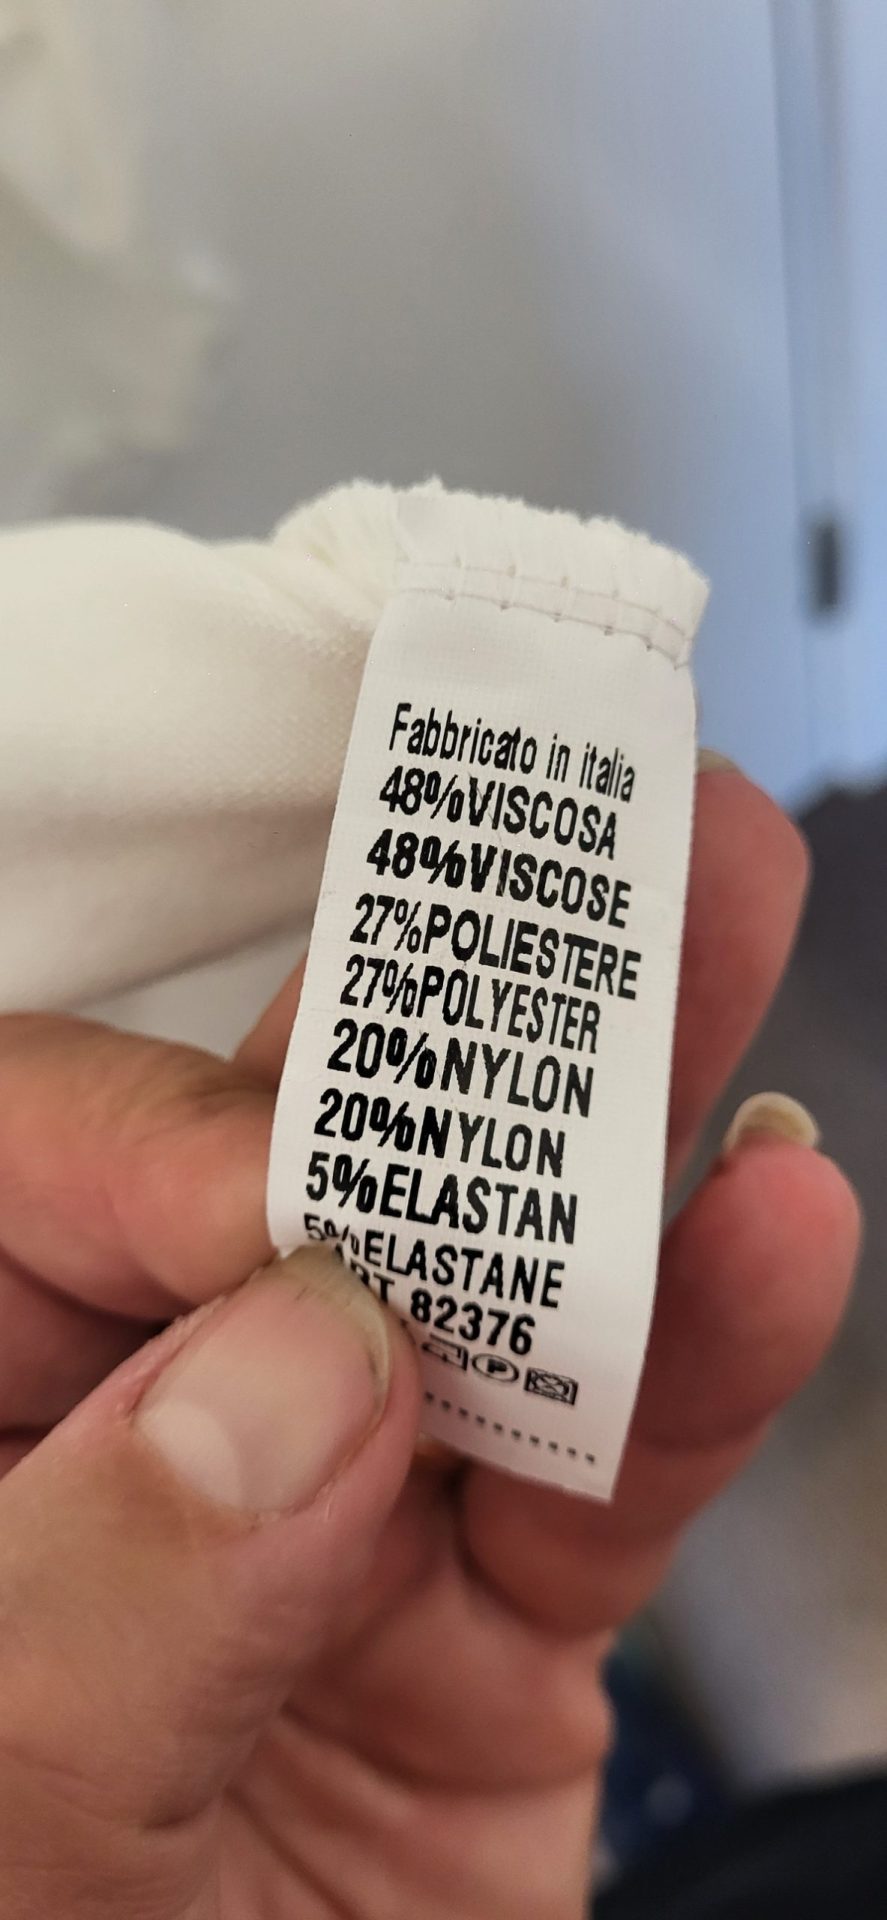 Fabbricato in italia
48%VISCOSA
48%VISCOSE
27%POLIESTERE
27%POLYESTER
20%NYLON
20%NYLON
5%ELASTAN
5%ELASTANE
82376
P